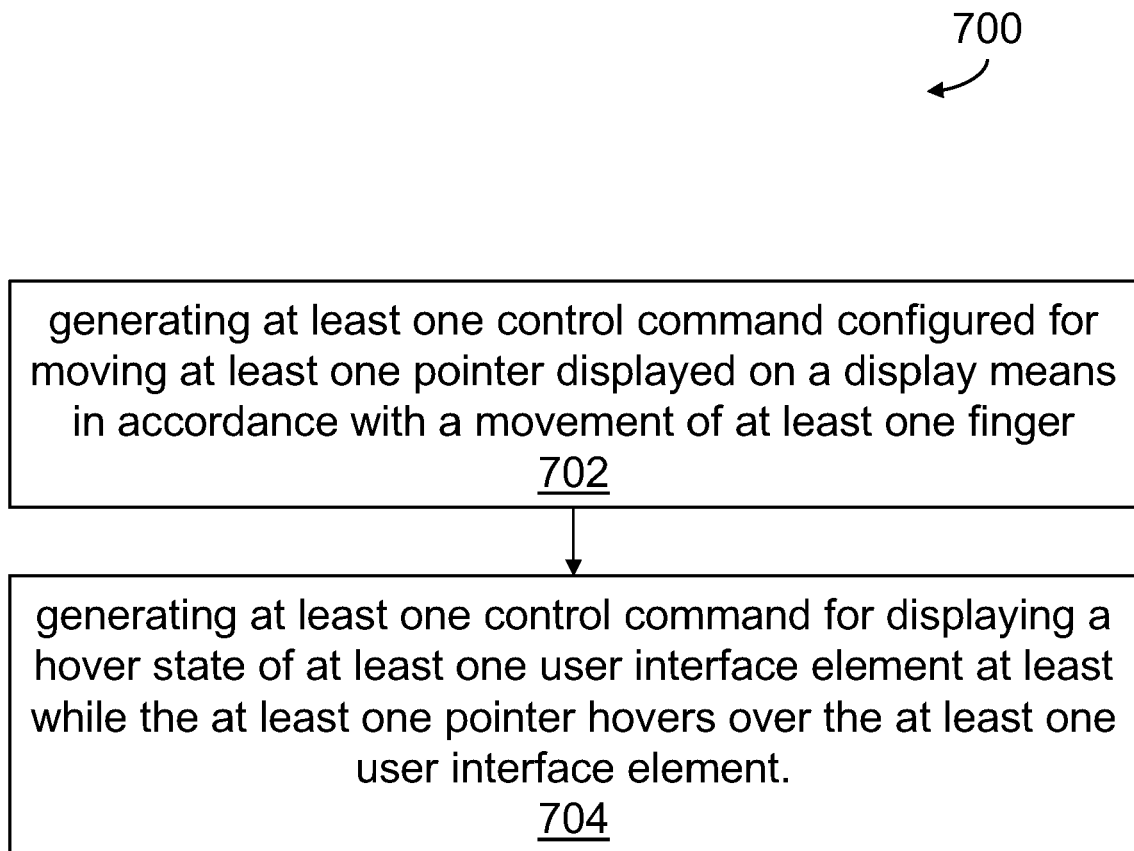 700
generating at least one control command configured for
moving at least one pointer displayed on a display means
in accordance with a movement of at least one finger
702
generating at least one control command for displaying a
hover state of at least one user interface element at least
while the at least one pointer hovers over the at least one
user interface element.
704